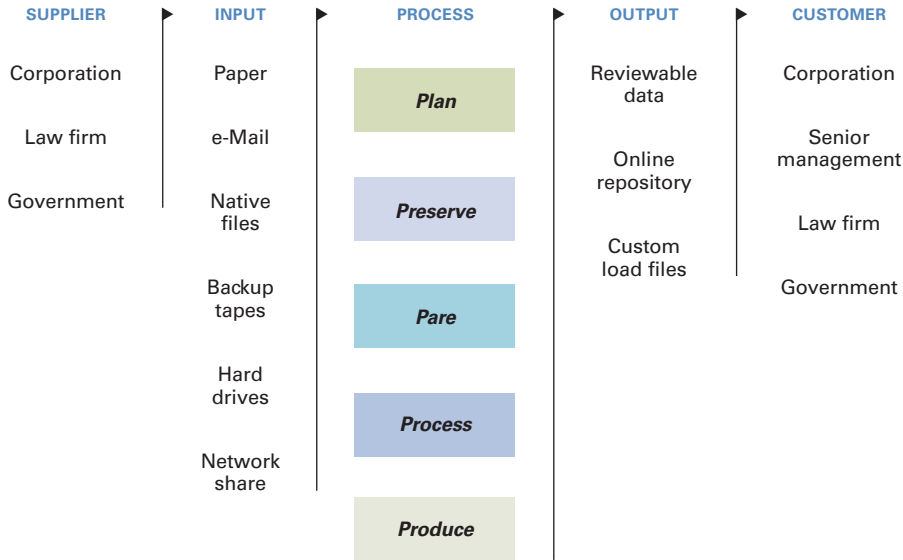 SUPPLIER
Corporation
Law firm
Government
INPUT
Paper
e-Mail
Native
files
Backup
tapes
Hard
drives
Network
share
PROCESS
Plan
Preserve
Pare
Process
Produce
OUTPUT
Reviewable
data
Online
repository
Custom
load files
CUSTOMER
Corporation
Senior
management
Law firm
Government